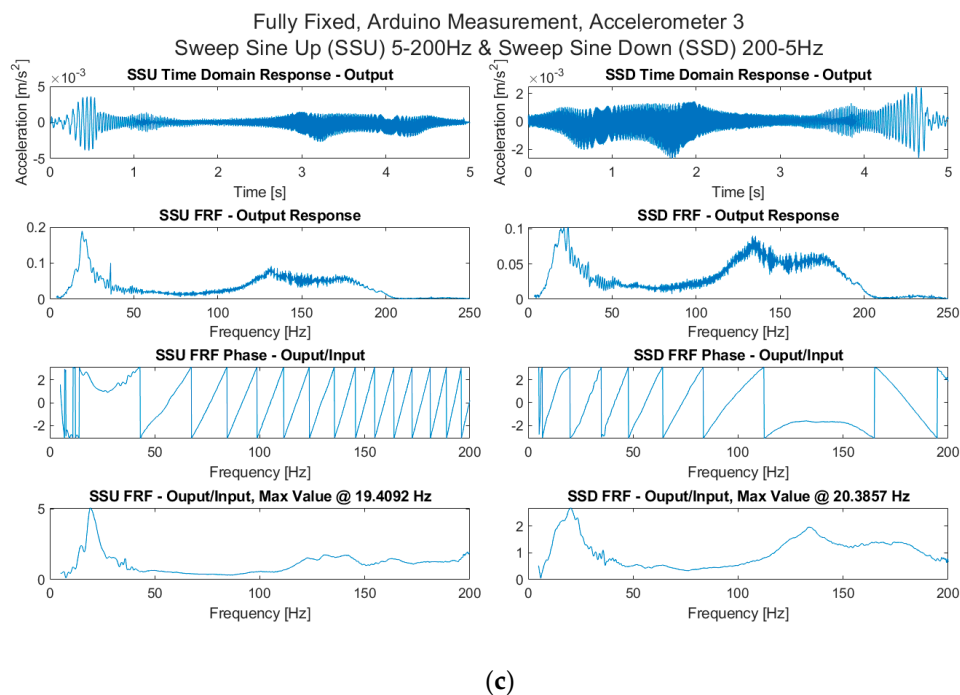 Fully Fixed, Arduino Measurement, Accelerometer 3
Sweep Sine Up (SSU) 5-200Hz & Sweep Sine Down (SSD) 200-5Hz
SSU Time Domain Response - Output
×10⁻³
Acceleration [m/s²]
5
0
-5
0 1 2 3 4 5
Time [s]
SSD Time Domain Response - Output
×10⁻³
Acceleration [m/s²]
2
0
-2
0 1 2 3 4 5
Time [s]
SSU FRF - Output Response
0.2
0.1
0
0 50 100 150 200 250
Frequency [Hz]
SSD FRF - Output Response
0.1
0.05
0
0 50 100 150 200 250
Frequency [Hz]
SSU FRF Phase - Ouput/Input
2
0
-2
0 50 100 150 200
Frequency [Hz]
SSD FRF Phase - Ouput/Input
2
0
-2
0 50 100 150 200
Frequency [Hz]
SSU FRF - Ouput/Input, Max Value @ 19.4092 Hz
5
0
0 50 100 150 200
Frequency [Hz]
SSD FRF - Ouput/Input, Max Value @ 20.3857 Hz
2
1
0
0 50 100 150 200
Frequency [Hz]
(c)